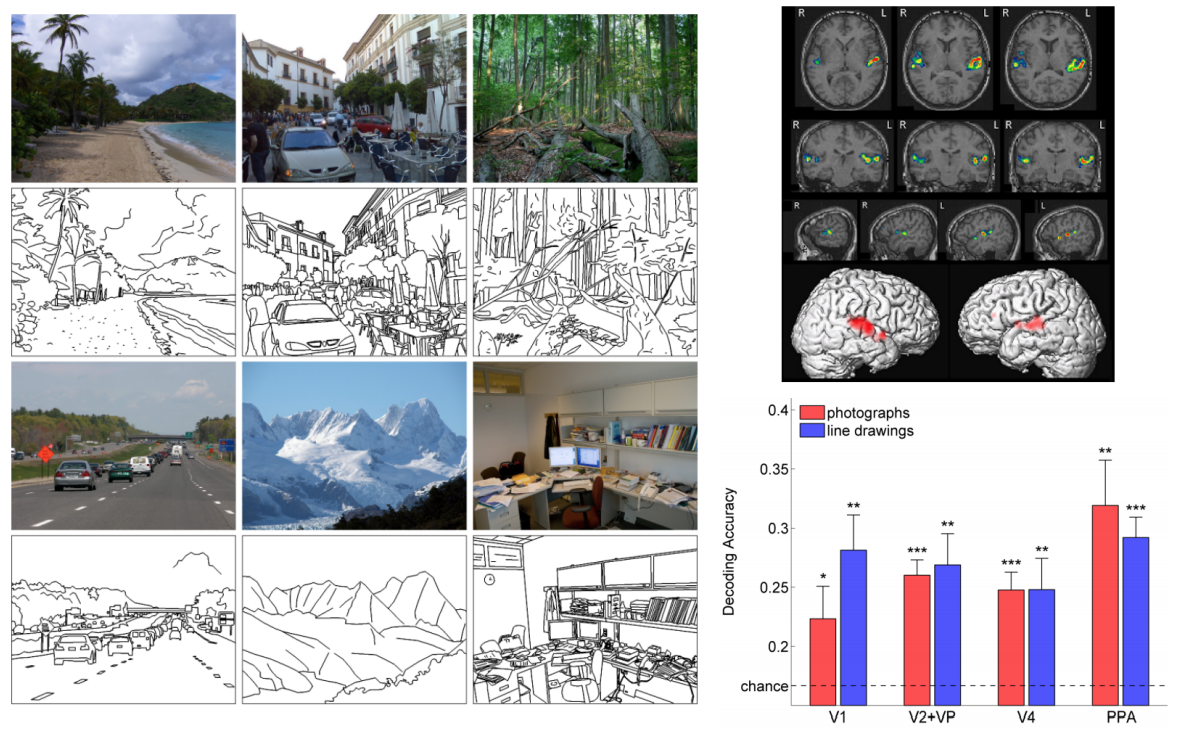 R L R L R L
R L R L R L
R R L L
photographs
line drawings
Decoding Accuracy
0.4
0.35
0.3
0.25
0.2
chance
* ** *** ** *** ** ** ***
V1 V2+VP V4 PPA